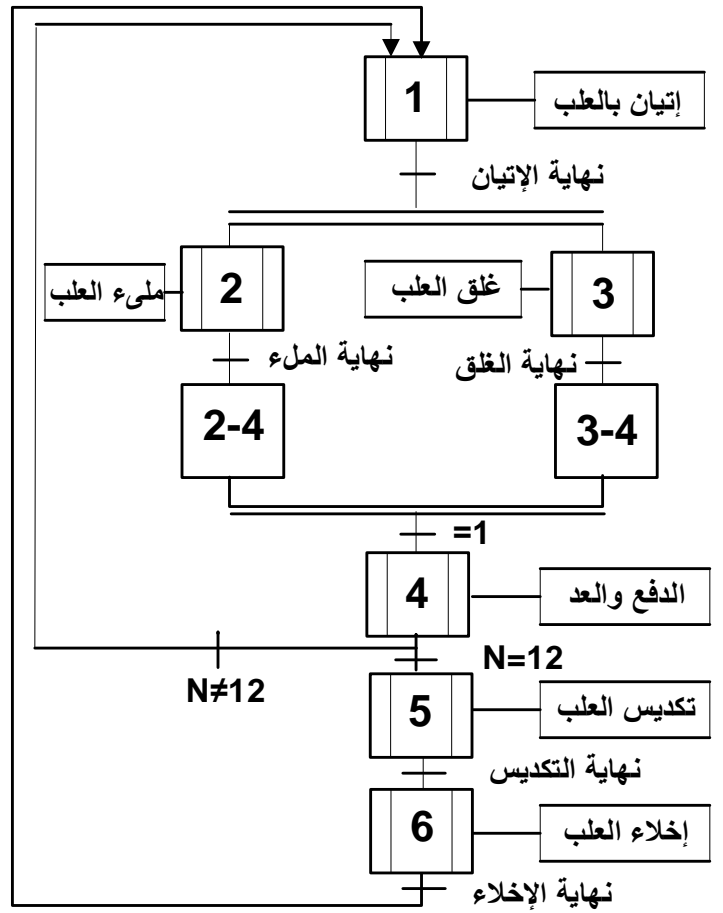 1
إتيان بالعلب
نهاية الإتيان
2
ملىء العلب
3
غلق العلب
نهاية الملء
نهاية الغلق
2-4
3-4
=1
4
الدفع والعد
N≠12
N=12
5
تكديس العلب
نهاية التكديس
6
إخلاء العلب
نهاية الإخلاء